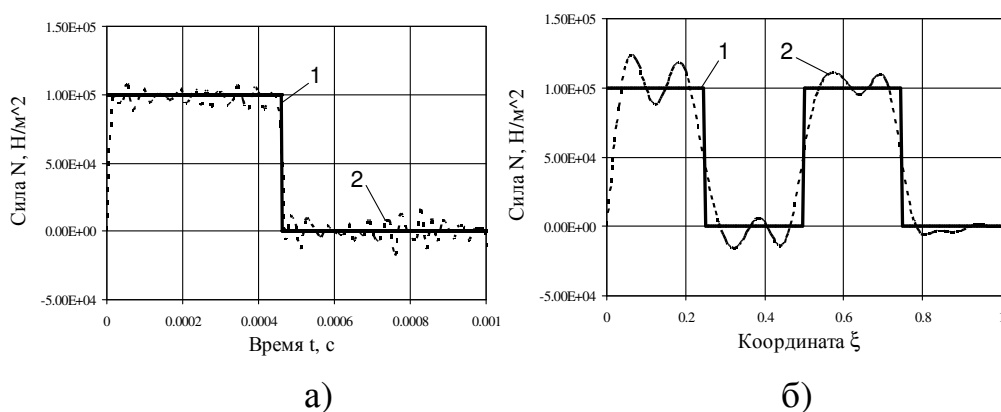 1.50E+05
1.00E+05
5.00E+04
0.00E+00
-5.00E+04
Сила N, Н/м^2
1
2
0
0.0002
0.0004
0.0006
0.0008
0.001
Время t, с
а)
1.50E+05
1.00E+05
5.00E+04
0.00E+00
-5.00E+04
Сила N, Н/м^2
1
2
0
0.2
0.4
0.6
0.8
Координата ξ
б)